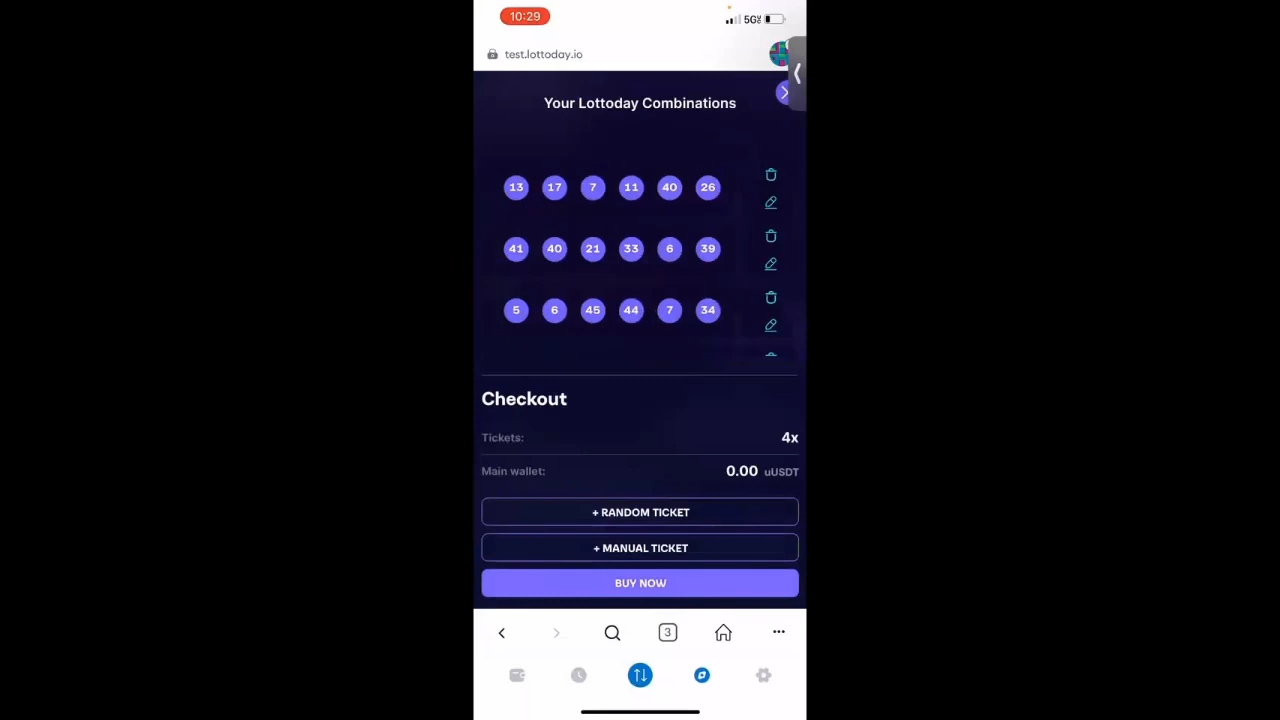 10:29
5G
test.lottoday.io
Your Lottoday Combinations
13 17 7 11 40 26
41 40 21 33 6 39
5 6 45 44 7 34
Checkout
Tickets: 4x
Main wallet: 0.00 uUSDT
+ RANDOM TICKET
+ MANUAL TICKET
BUY NOW
3